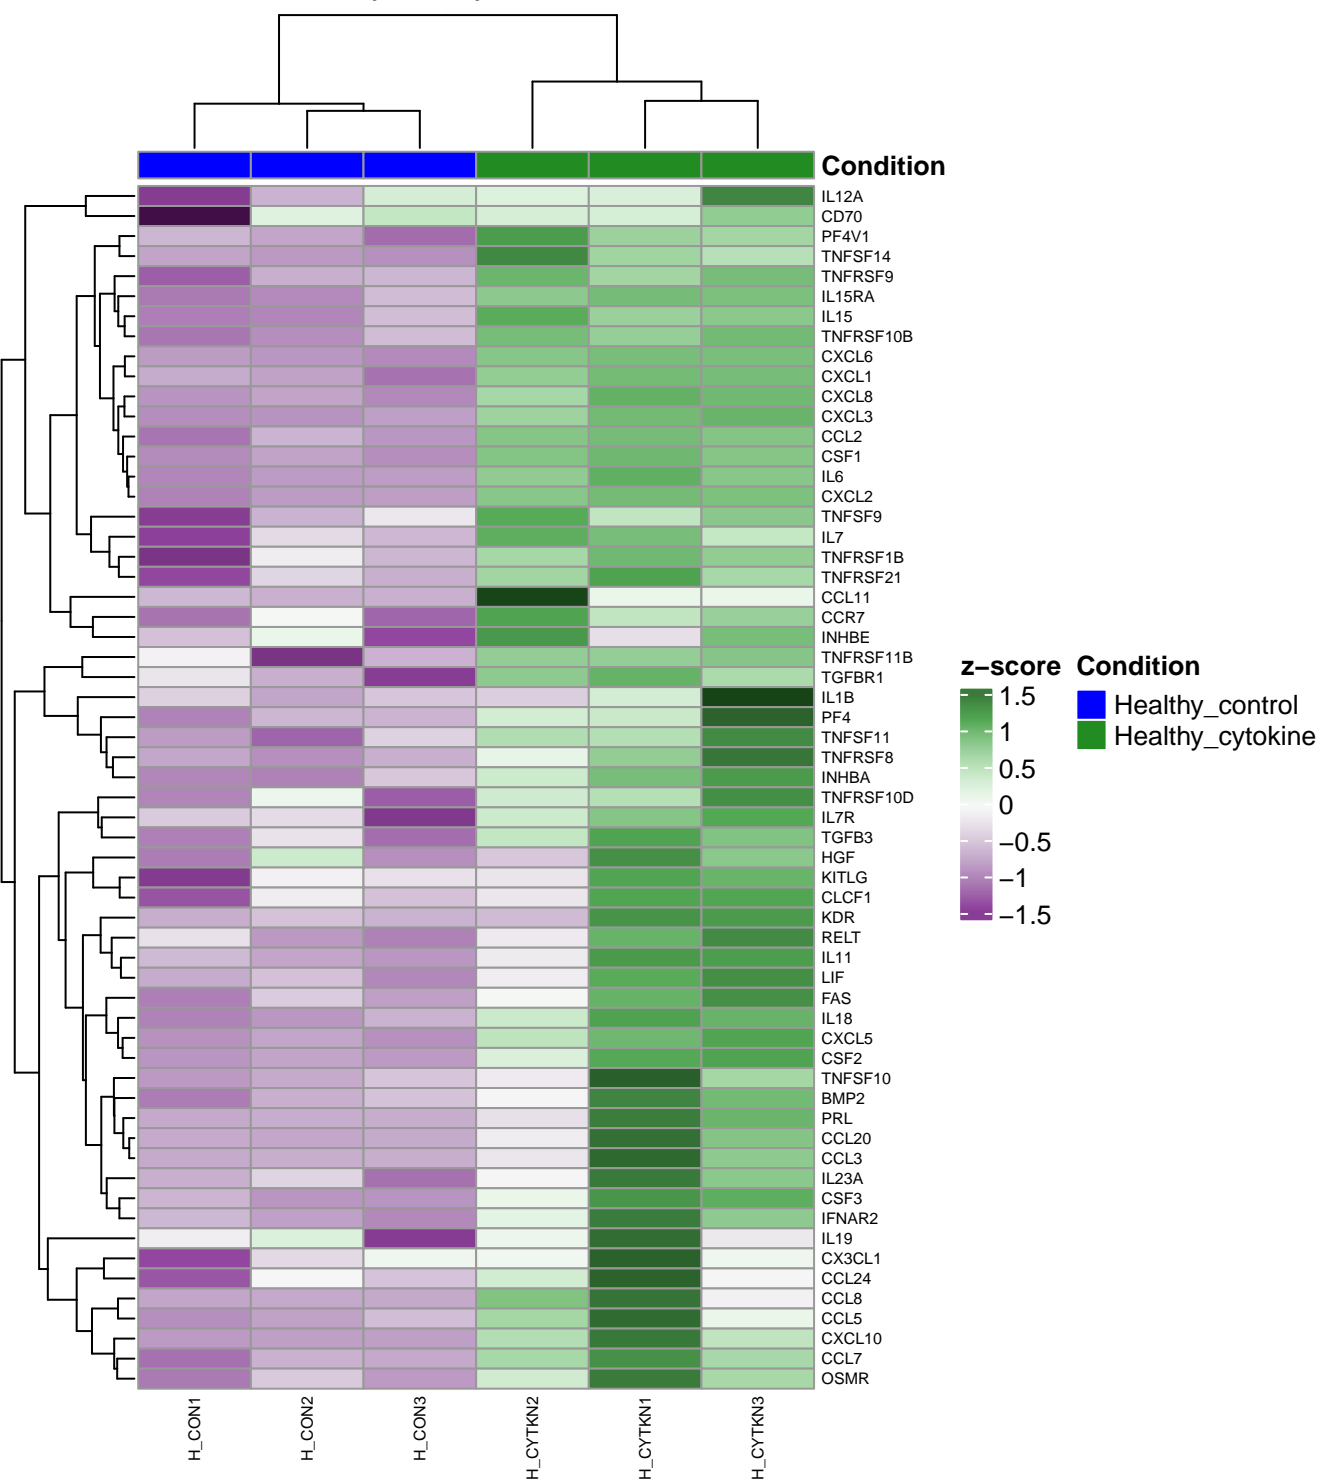 Condition
IL12A
CD70
PF4V1
TNFSF14
TNFRSF9
IL15RA
IL15
TNFRSF10B
CXCL6
CXCL1
CXCL8
CXCL3
CCL2
CSF1
IL6
CXCL2
TNFSF9
IL7
TNFRSF1B
TNFRSF21
CCL11
CCR7
INHBE
TNFRSF11B
TGFBR1
IL1B
PF4
TNFSF11
TNFRSF8
INHBA
TNFRSF10D
IL7R
TGFB3
HGF
KITLG
CLCF1
KDR
RELT
IL11
LIF
FAS
IL18
CXCL5
CSF2
TNFSF10
BMP2
PRL
CCL20
CCL3
IL23A
CSF3
IFNAR2
IL19
CX3CL1
CCL24
CCL8
CCL5
CXCL10
CCL7
OSMR
H_CON1
H_CON2
H_CON3
H_CYTKN2
H_CYTKN1
H_CYTKN3
z−score
1.5
1
0.5
0
−0.5
−1
−1.5
Condition
Healthy_control
Healthy_cytokine